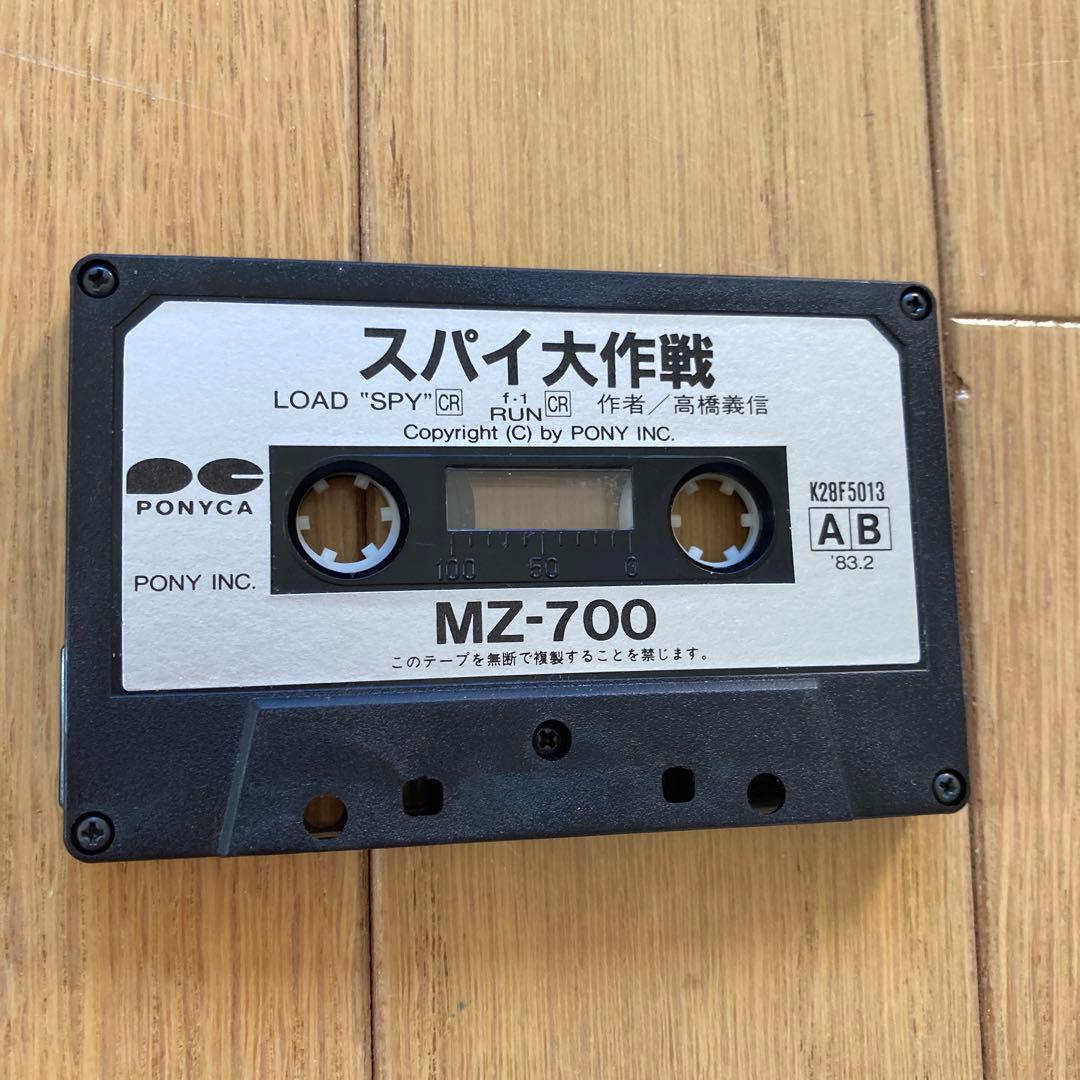 スパイ大作戦
LOAD "SPY" CR f・1 RUN CR 作者/高橋義信
Copyright (C) by PONY INC.
PONYCA
PONY INC.
K28F5013
A B
'83.2
100 50 0
MZ-700
このテープを無断で複製することを禁じます。